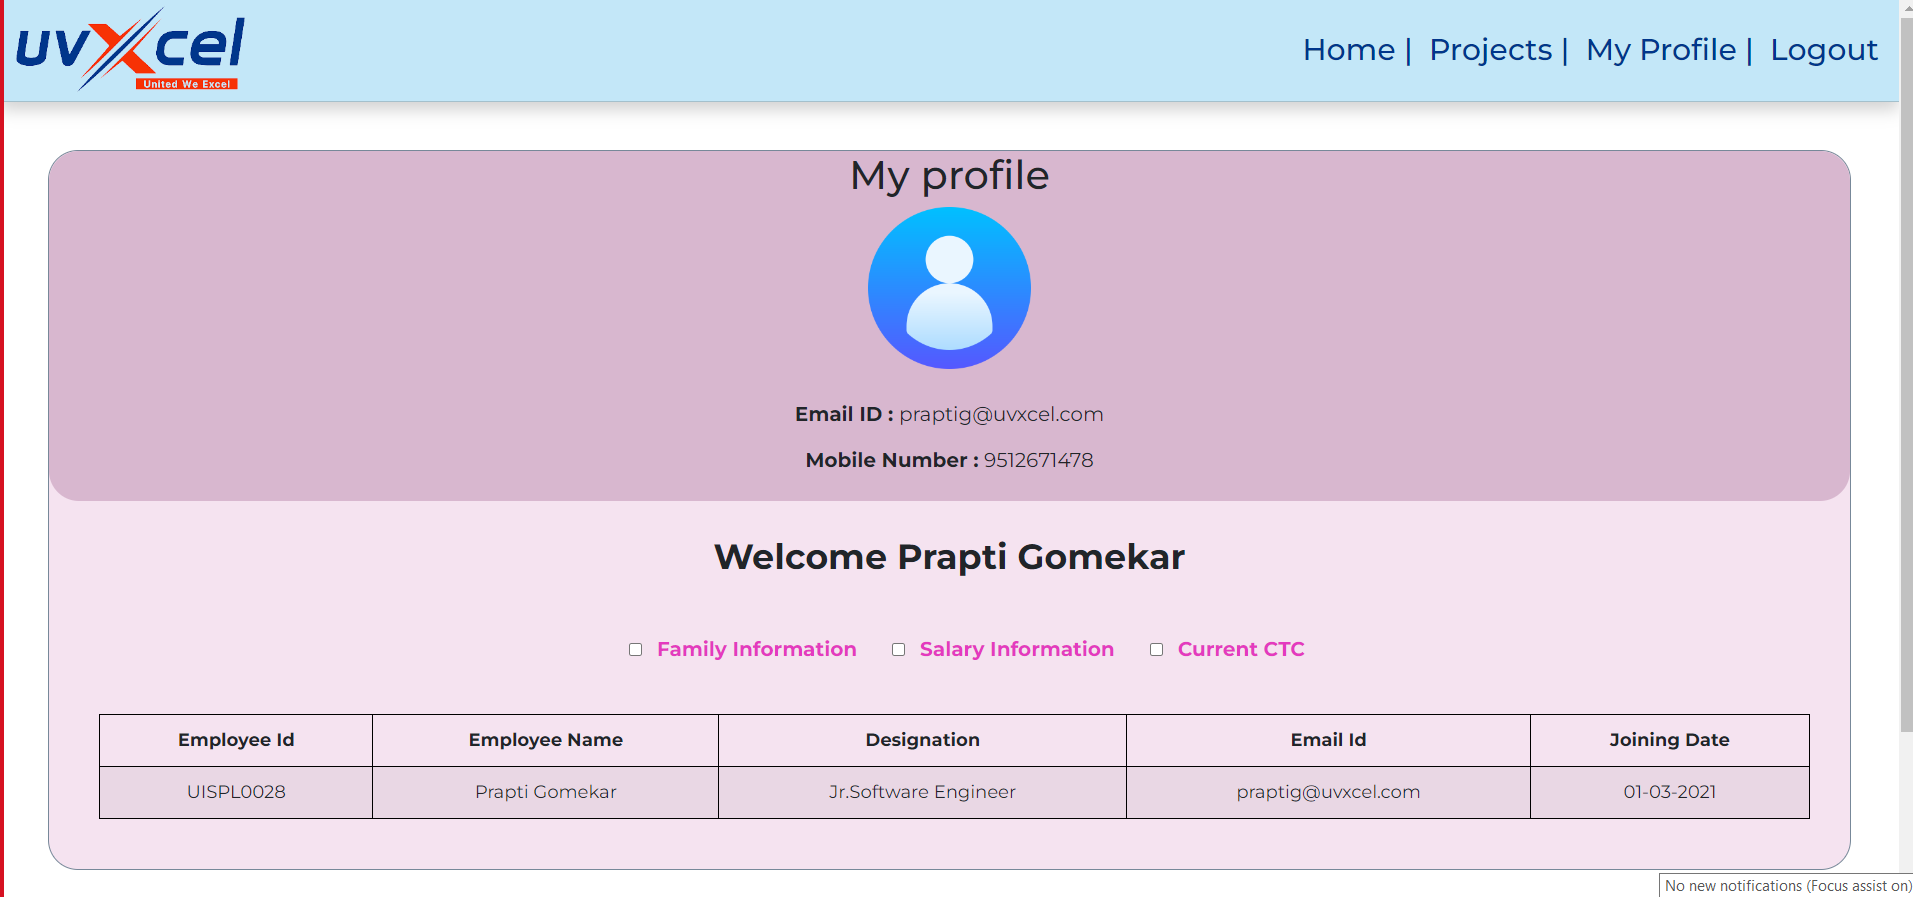 uvXcel
United We Excel
Home | Projects | My Profile | Logout
My profile
Email ID : praptig@uvxcel.com
Mobile Number : 9512671478
Welcome Prapti Gomekar
Family Information Salary Information Current CTC
Employee Id Employee Name Designation Email Id Joining Date
UISPL0028 Prapti Gomekar Jr.Software Engineer praptig@uvxcel.com 01-03-2021
No new notifications (Focus assist on)